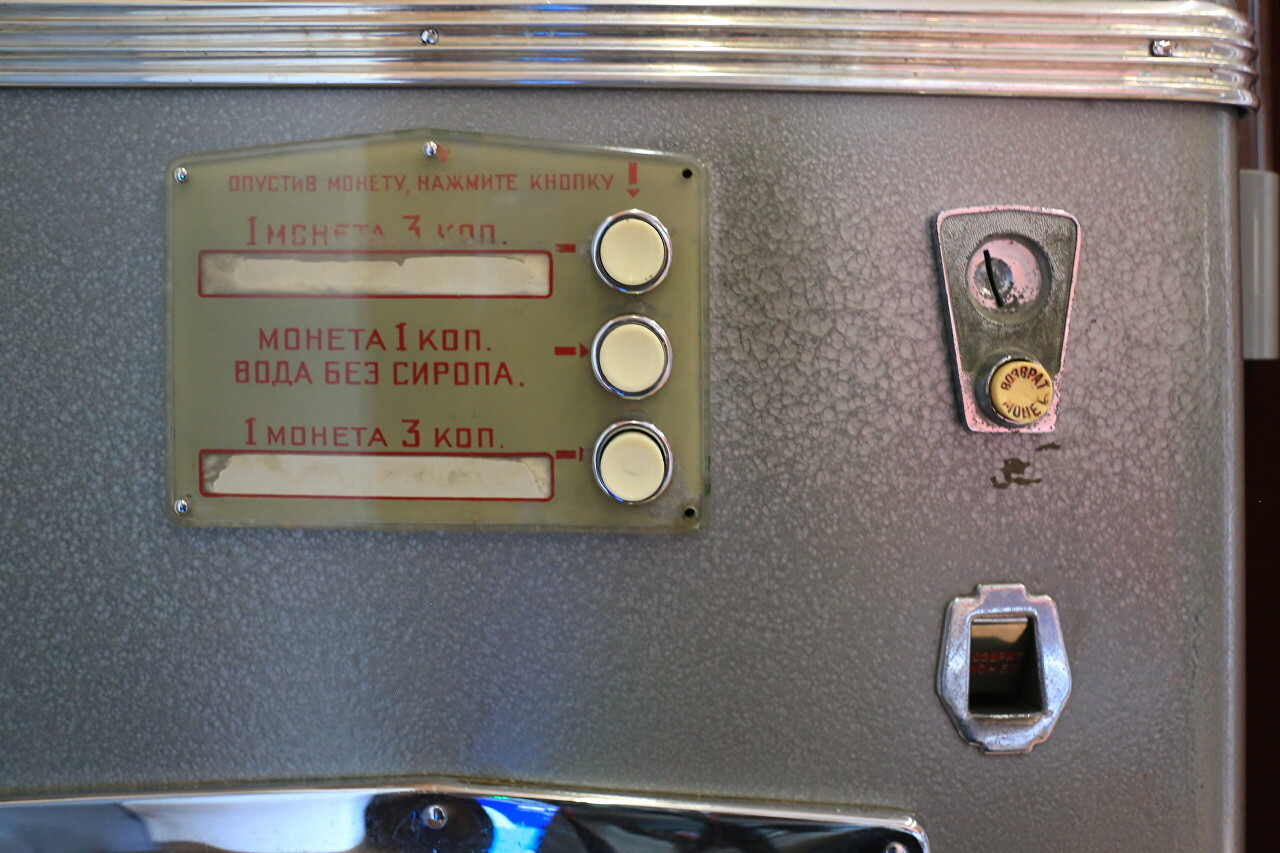 ОПУСТИВ МОНЕТУ, НАЖМИТЕ КНОПКУ
1 МОНЕТА 3 КОП.
МОНЕТА 1 КОП.
ВОДА БЕЗ СИРОПА.
1 МОНЕТА 3 КОП.
ВОЗВРАТ
МОНЕТ
ВОЗВРАТ